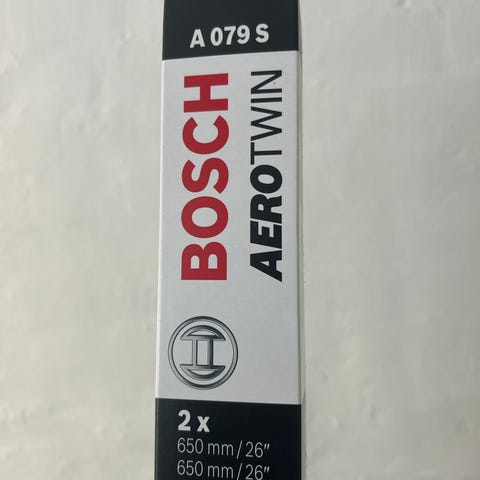 A 079 S
BOSCH
AEROTWIN
2 x
650 mm / 26"
650 mm / 26"